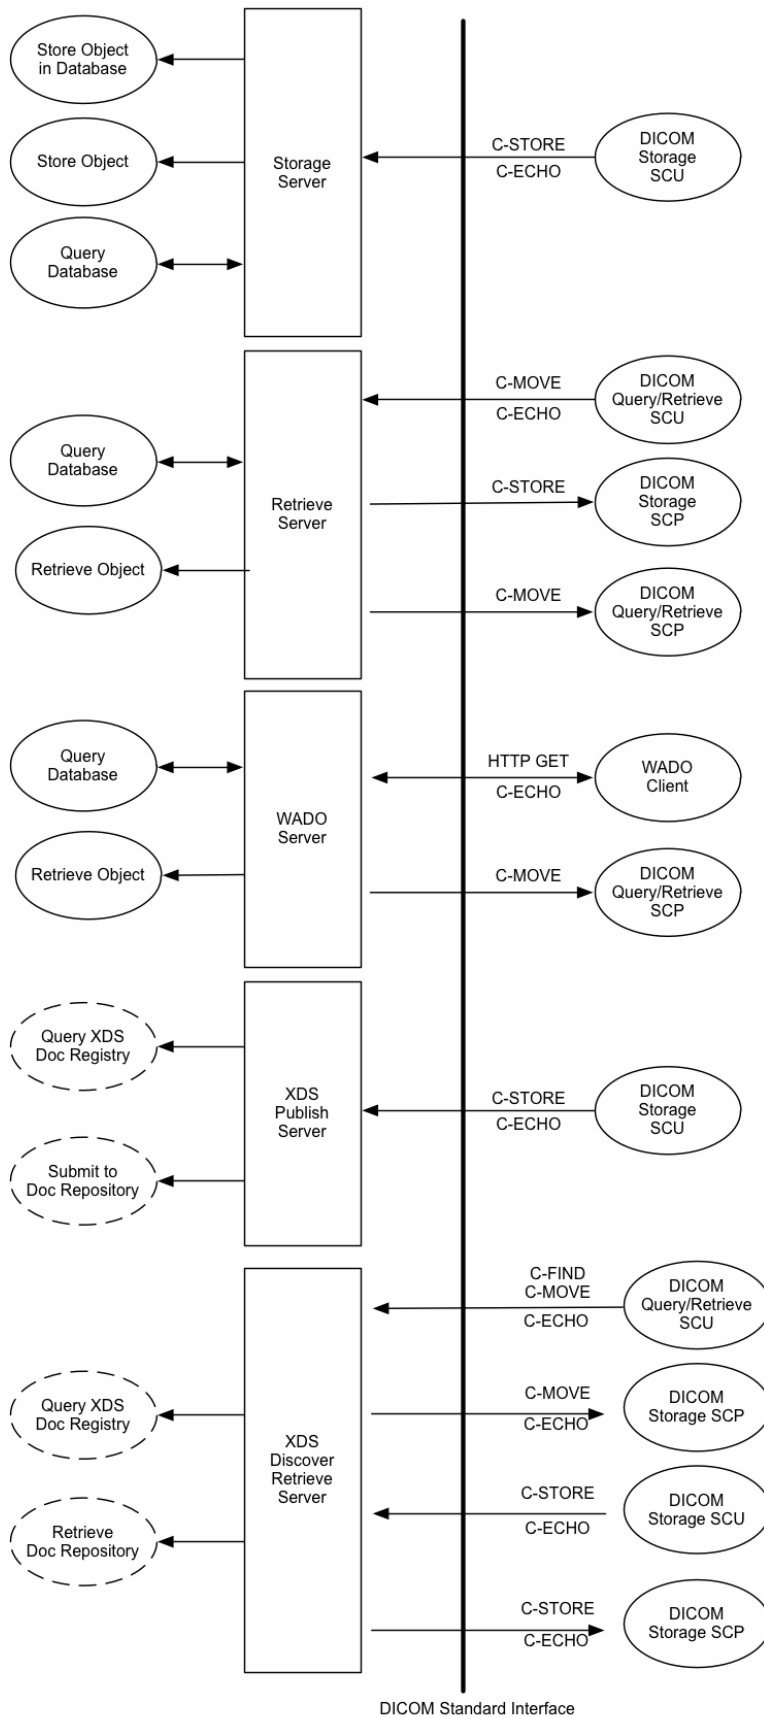 Store Object
in Database
Store Object
Query
Database
Storage
Server
C-STORE
C-ECHO
DICOM
Storage
SCU
Query
Database
Retrieve Object
Retrieve
Server
C-MOVE
C-ECHO
DICOM
Query/Retrieve
SCU
C-STORE
DICOM
Storage
SCP
C-MOVE
DICOM
Query/Retrieve
SCP
Query
Database
Retrieve Object
WADO
Server
HTTP GET
C-ECHO
WADO
Client
C-MOVE
DICOM
Query/Retrieve
SCP
Query XDS
Doc Registry
Submit to
Doc Repository
XDS
Publish
Server
C-STORE
C-ECHO
DICOM
Storage
SCU
Query XDS
Doc Registry
Retrieve
Doc Repository
XDS
Discover
Retrieve
Server
C-FIND
C-MOVE
C-ECHO
DICOM
Query/Retrieve
SCU
C-MOVE
C-ECHO
DICOM
Storage SCP
C-STORE
C-ECHO
DICOM
Storage SCU
C-STORE
C-ECHO
DICOM
Storage SCP
DICOM Standard Interface